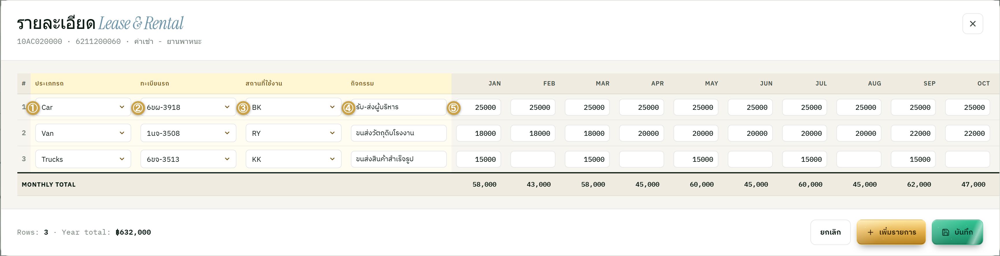 รายละเอียด Lease & Rental
10AC020000 · 6211200060 · ค่าเช่า - ยานพาหนะ
# ประเภทรถ ทะเบียนรถ สถานที่ใช้งาน กิจกรรม JAN FEB MAR APR MAY JUN JUL AUG SEP OCT
1 ① Car ② 6ขผ-3918 ③ BK ④ รับ-ส่งผู้บริหาร ⑤ 25000 25000 25000 25000 25000 25000 25000 25000 25000 25000
2 Van 1นจ-3508 RY ขนส่งวัตถุดิบโรงงาน 18000 18000 18000 20000 20000 20000 20000 20000 22000 22000
3 Trucks 6ขจ-3513 KK ขนส่งสินค้าสำเร็จรูป 15000 15000 15000 15000 15000
MONTHLY TOTAL 58,000 43,000 58,000 45,000 60,000 45,000 60,000 45,000 62,000 47,000
Rows: 3 · Year total: ฿632,000
ยกเลิก + เพิ่มรายการ บันทึก